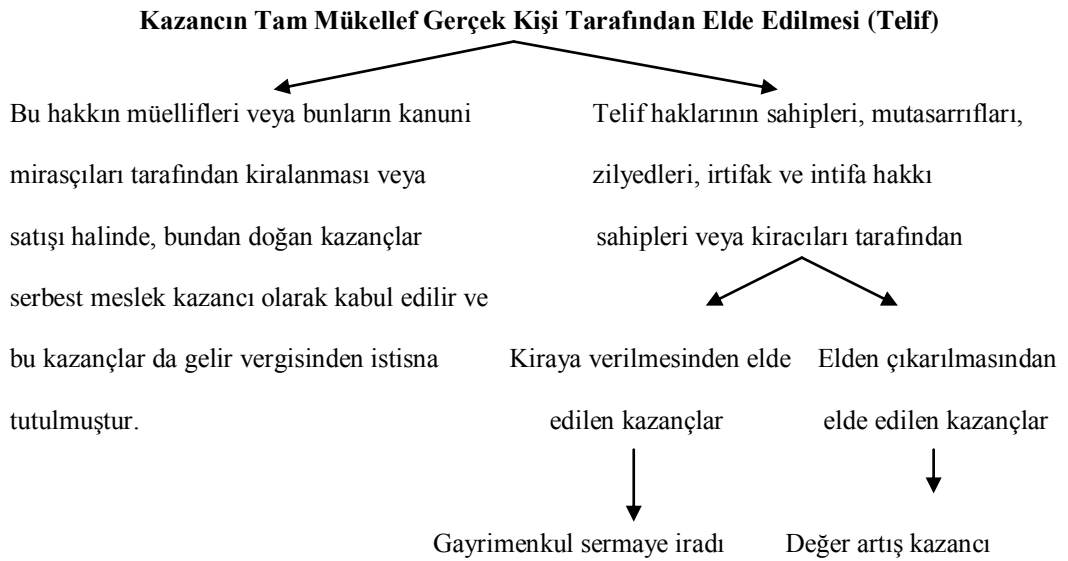 Kazancın Tam Mükellef Gerçek Kişi Tarafından Elde Edilmesi (Telif)
Bu hakkın müellifleri veya bunların kanuni
mirasçıları tarafından kiralanması veya
satışı halinde, bundan doğan kazançlar
serbest meslek kazancı olarak kabul edilir ve
bu kazançlar da gelir vergisinden istisna
tutulmuştur.
Telif haklarının sahipleri, mutasarrıfları,
zilyedleri, irtifak ve intifa hakkı
sahipleri veya kiracıları tarafından
Kiraya verilmesinden elde
edilen kazançlar
Gayrimenkul sermaye iradı
Elden çıkarılmasından
elde edilen kazançlar
Değer artış kazancı